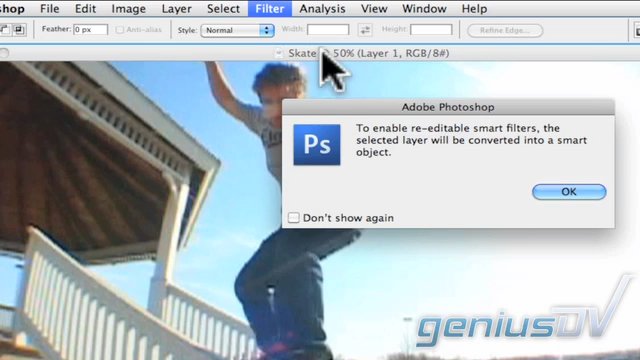 shop File Edit Image Layer Select Filter Analysis View Window
Feather: 0 px Anti-alias Style: Normal Width: Height: Refine Edge...
Skate @ 50% (Layer 1, RGB/8#)
Adobe Photoshop
Ps
To enable re-editable smart filters, the
selected layer will be converted into a smart
object.
OK
Don't show again
geniusDV